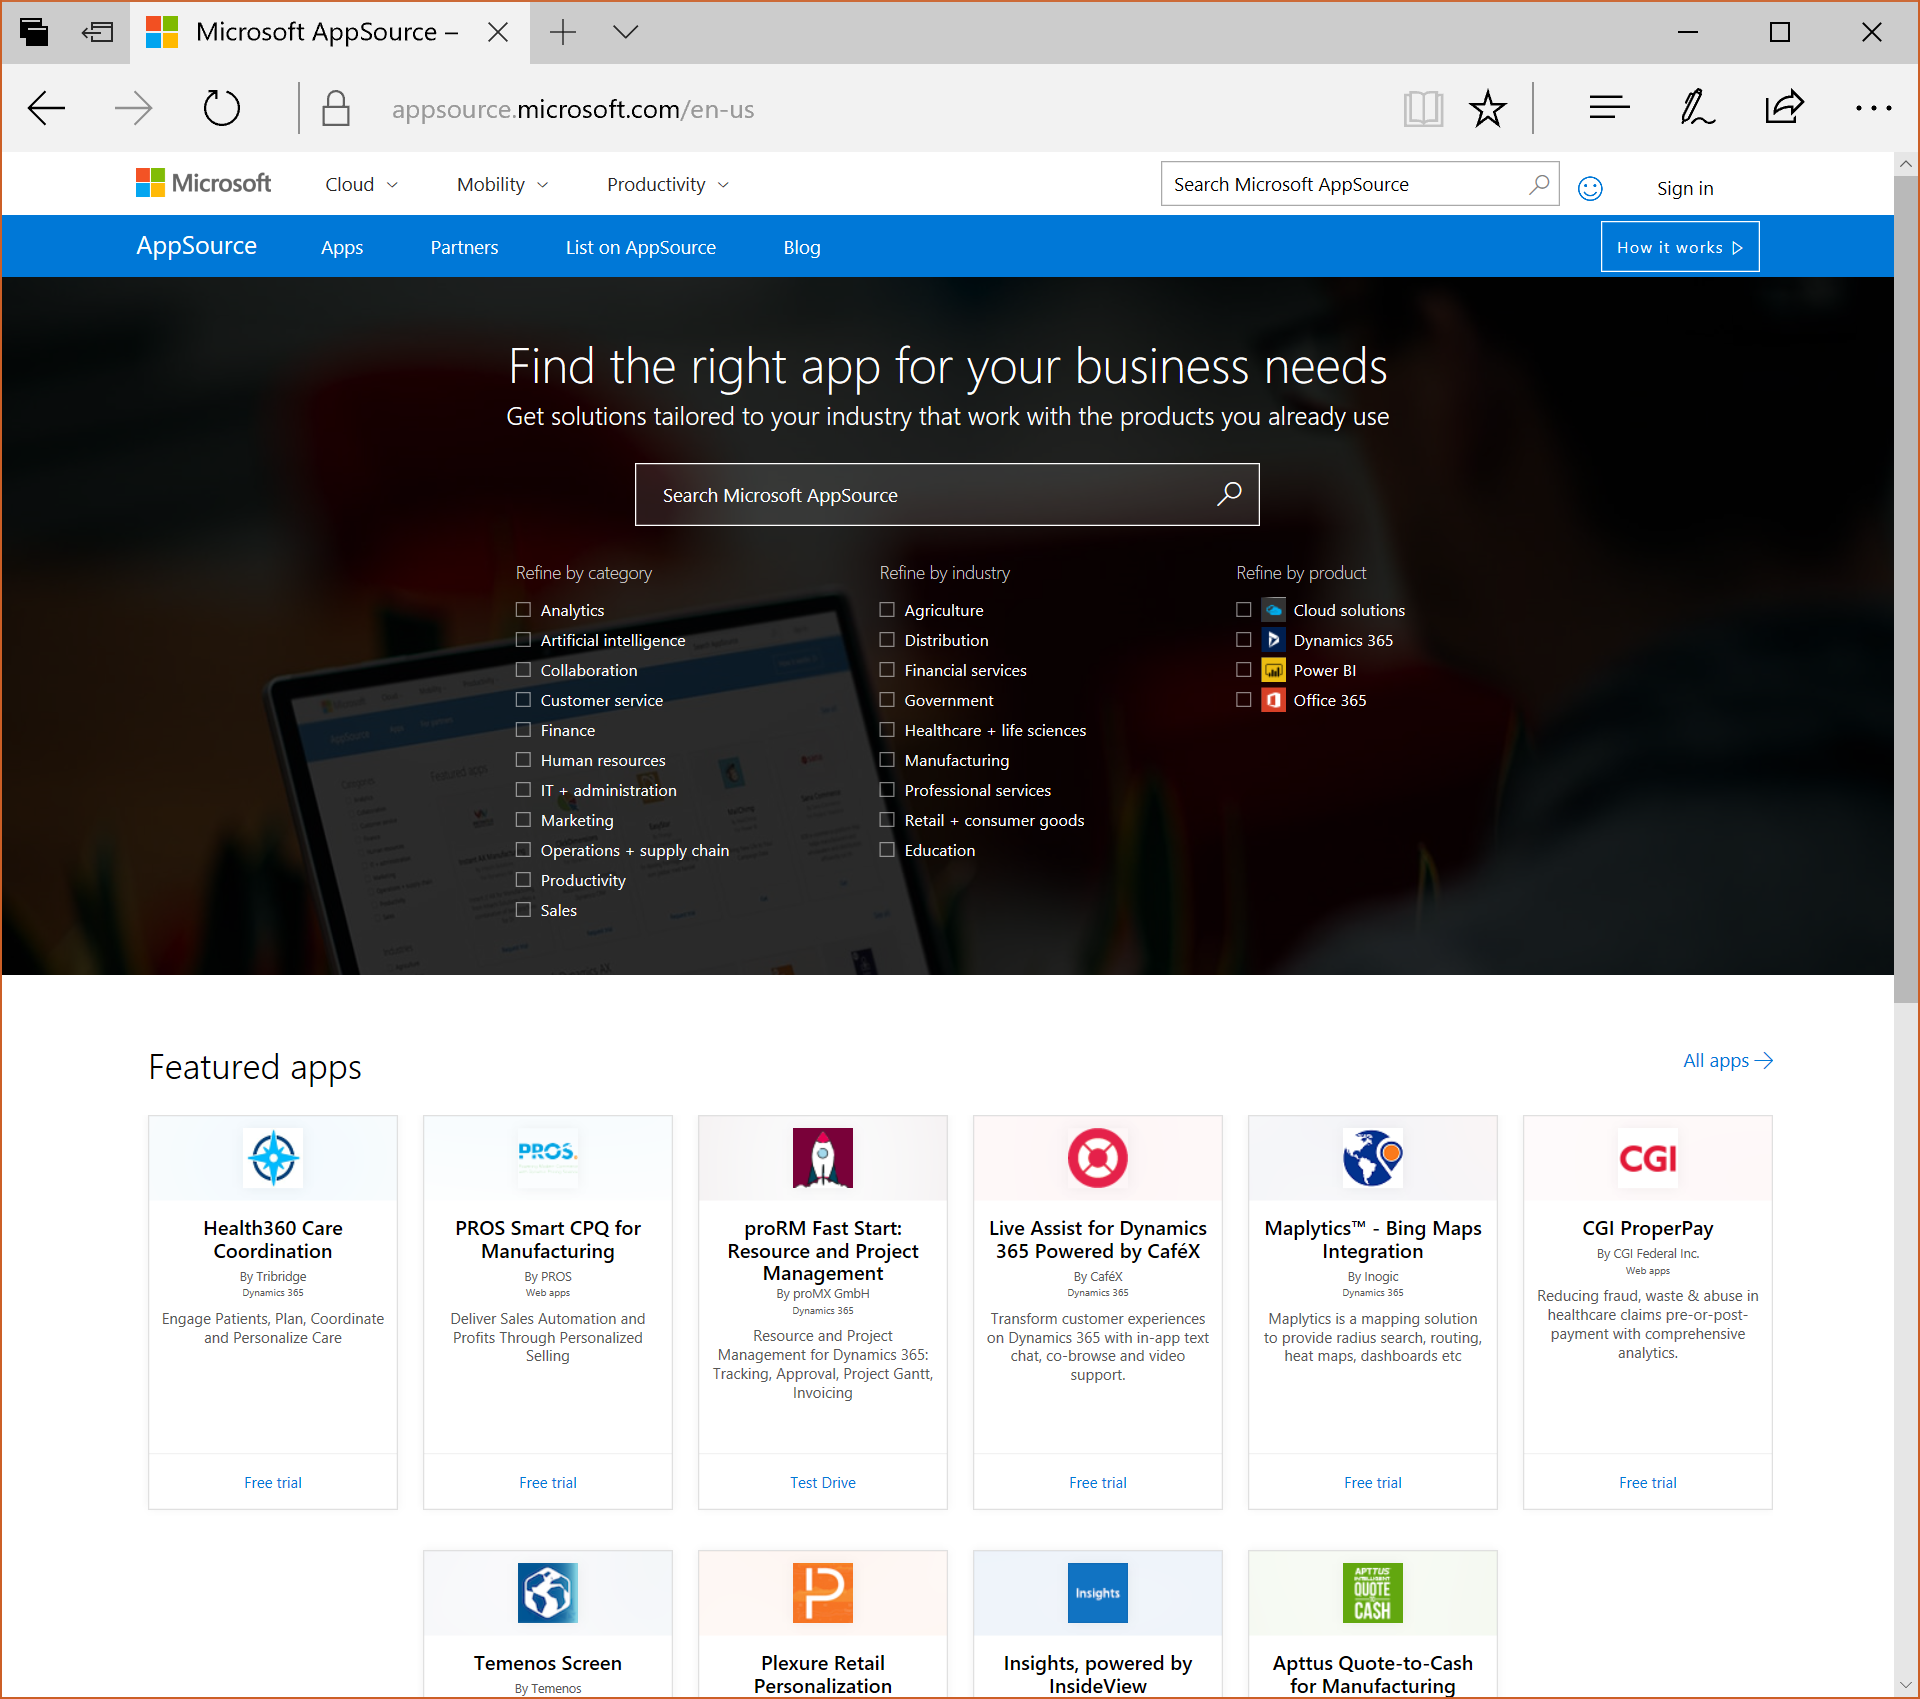 Microsoft AppSource –
appsource.microsoft.com/en-us
Microsoft Cloud Mobility Productivity Search Microsoft AppSource Sign in
AppSource Apps Partners List on AppSource Blog How it works
Find the right app for your business needs
Get solutions tailored to your industry that work with the products you already use
Search Microsoft AppSource
Refine by category
Analytics
Artificial intelligence
Collaboration
Customer service
Finance
Human resources
IT + administration
Marketing
Operations + supply chain
Productivity
Sales
Refine by industry
Agriculture
Distribution
Financial services
Government
Healthcare + life sciences
Manufacturing
Professional services
Retail + consumer goods
Education
Refine by product
Cloud solutions
Dynamics 365
Power BI
Office 365
Featured apps
All apps
Health360 Care
Coordination
By Tribridge
Dynamics 365
Engage Patients, Plan, Coordinate
and Personalize Care
Free trial
PROS.
PROS Smart CPQ for
Manufacturing
By PROS
Web apps
Deliver Sales Automation and
Profits Through Personalized
Selling
Free trial
proRM Fast Start:
Resource and Project
Management
By proMX GmbH
Dynamics 365
Resource and Project
Management for Dynamics 365:
Tracking, Approval, Project Gantt,
Invoicing
Test Drive
Live Assist for Dynamics
365 Powered by CaféX
By CaféX
Dynamics 365
Transform customer experiences
on Dynamics 365 with in-app text
chat, co-browse and video
support.
Free trial
Maplytics™ - Bing Maps
Integration
By Inogic
Dynamics 365
Maplytics is a mapping solution
to provide radius search, routing,
heat maps, dashboards etc
Free trial
CGI
CGI ProperPay
By CGI Federal Inc.
Web apps
Reducing fraud, waste & abuse in
healthcare claims pre-or-post-
payment with comprehensive
analytics.
Free trial
Temenos Screen
By Temenos
Plexure Retail
Personalization
Insights
Insights, powered by
InsideView
APTTUS
INTELLIGENT
QUOTE
TO
CASH
Apttus Quote-to-Cash
for Manufacturing